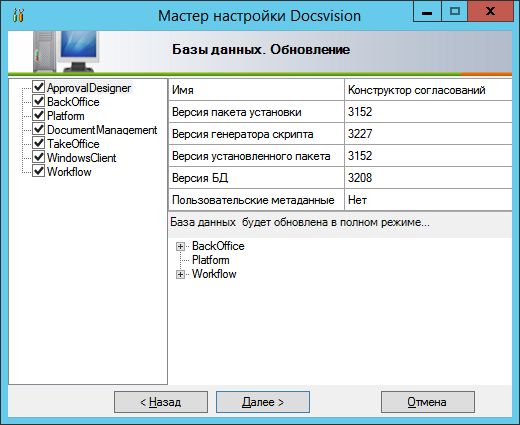 Мастер настройки Docsvision
Базы данных. Обновление
ApprovalDesigner
BackOffice
Platform
DocumentManagement
TakeOffice
WindowsClient
Workflow
Имя Конструктор согласований
Версия пакета установки 3152
Версия генератора скрипта 3227
Версия установленного пакета 3152
Версия БД 3208
Пользовательские метаданные Нет
База данных будет обновлена в полном режиме...
BackOffice
Platform
Workflow
< Назад Далее > Отмена